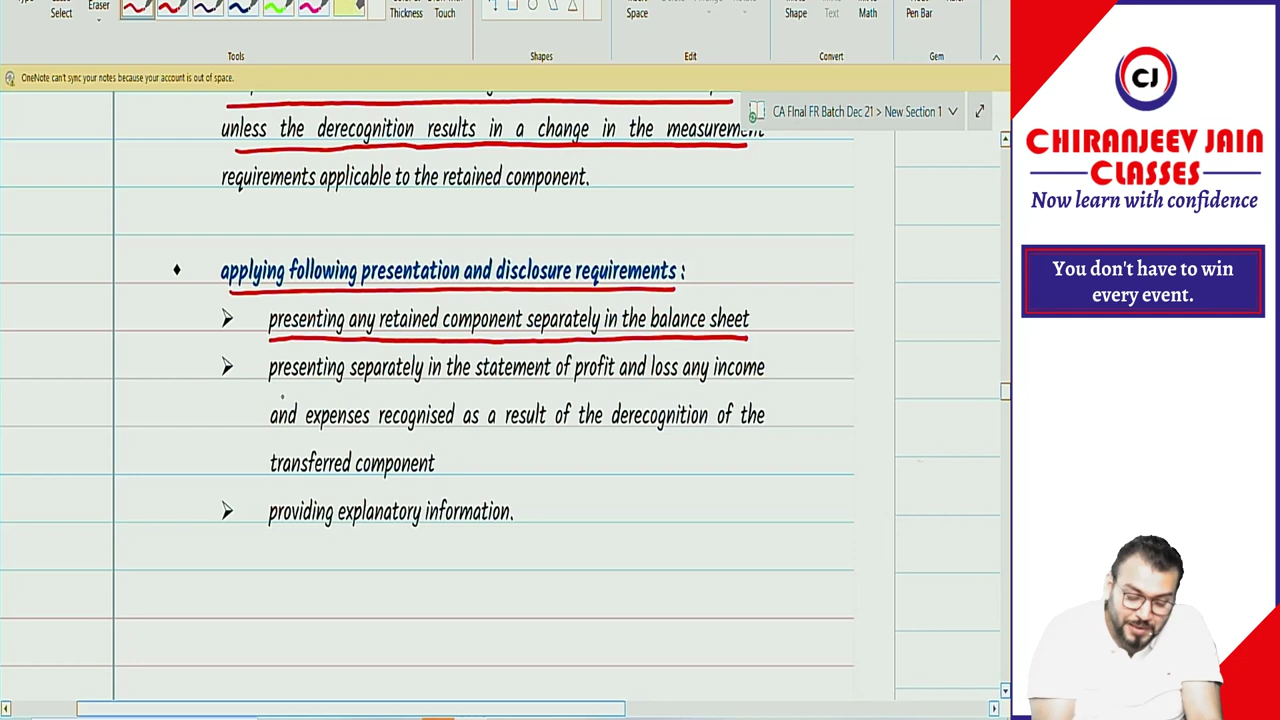 Eraser
Select
Thickness
Touch
Space
Shape
Text
Math
Pen Bar
Tools
Shapes
Edit
Convert
Gem
OneNote can't sync your notes because your account is out of space.
CA FInal FR Batch Dec 21 > New Section 1
unless the derecognition results in a change in the measurement
requirements applicable to the retained component.
applying following presentation and disclosure requirements :
presenting any retained component separately in the balance sheet
presenting separately in the statement of profit and loss any income
and expenses recognised as a result of the derecognition of the
transferred component
providing explanatory information.
CJ
CHIRANJEEV JAIN
CLASSES
Now learn with confidence
You don't have to win
every event.